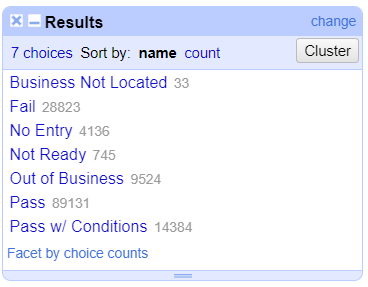 Results change
7 choices Sort by: name count Cluster
Business Not Located 33
Fail 28823
No Entry 4136
Not Ready 745
Out of Business 9524
Pass 89131
Pass w/ Conditions 14384
Facet by choice counts